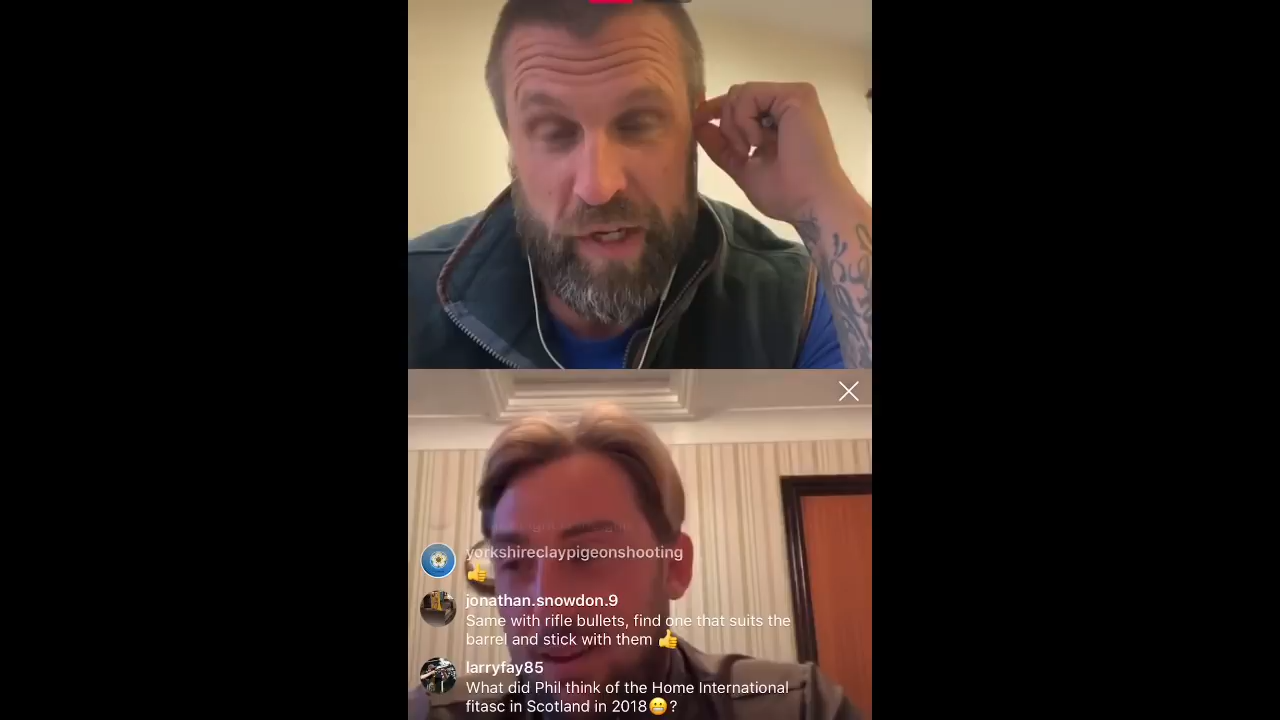 yorkshireclaypigeonshooting
👍
jonathan.snowdon.9
Same with rifle bullets, find one that suits the
barrel and stick with them 👍
larryfay85
What did Phil think of the Home International
fitasc in Scotland in 2018😬?